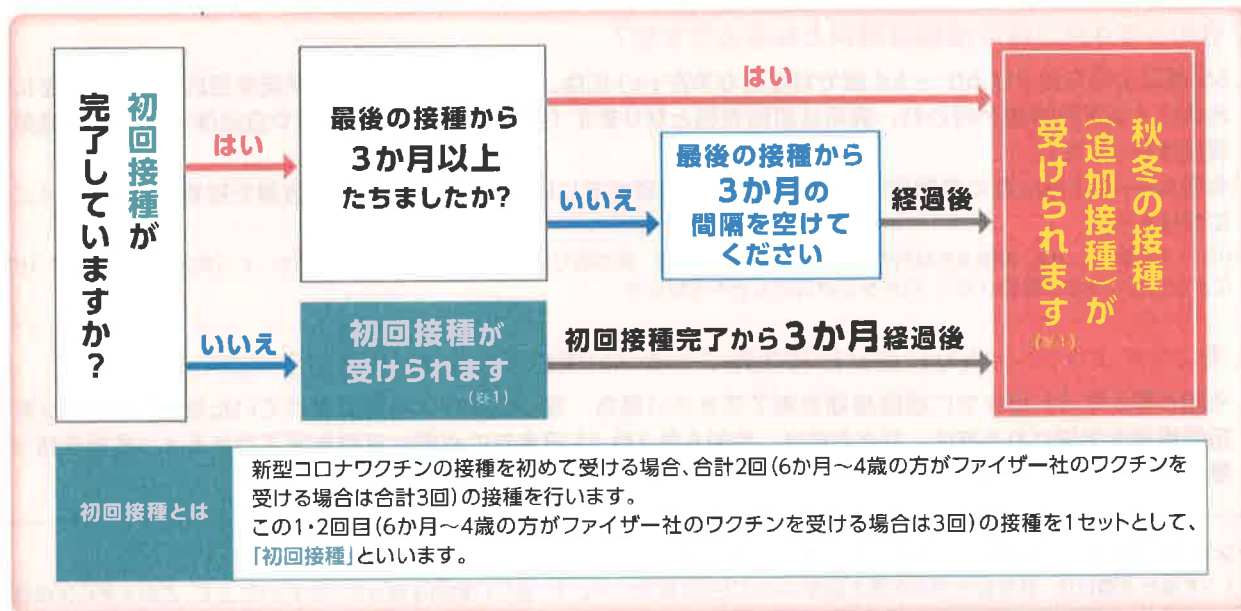 初回接種が
完了していますか？
はい
いいえ
最後の接種から
3か月以上
たちましたか？
はい
いいえ
最後の接種から
3か月の
間隔を空けて
ください
経過後
初回接種が
受けられます
(※1)
初回接種完了から3か月経過後
秋冬の接種
（追加接種）が
受けられます
(※1)
初回接種とは
新型コロナワクチンの接種を初めて受ける場合、合計2回（6か月〜4歳の方がファイザー社のワクチンを
受ける場合は合計3回）の接種を行います。
この1・2回目（6か月〜4歳の方がファイザー社のワクチンを受ける場合は3回）の接種を1セットとして、
「初回接種」といいます。